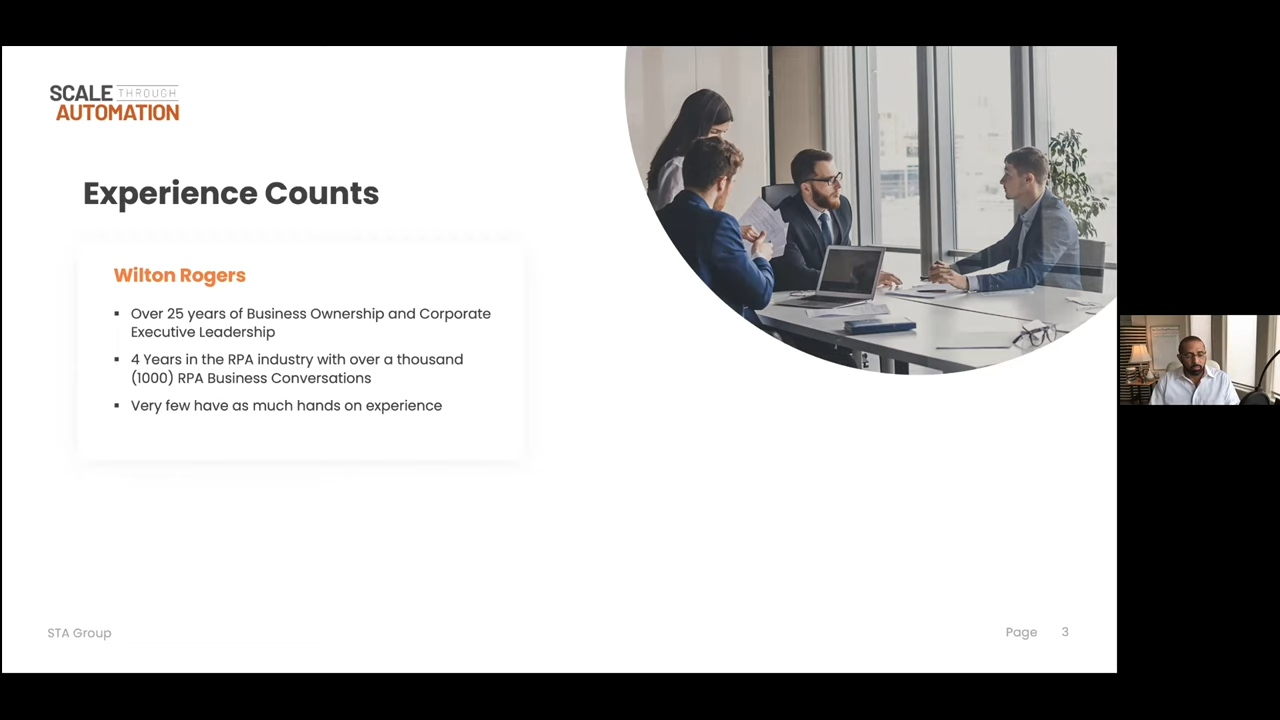 SCALE THROUGH
AUTOMATION
Experience Counts
Wilton Rogers
▪ Over 25 years of Business Ownership and Corporate
Executive Leadership
▪ 4 Years in the RPA industry with over a thousand
(1000) RPA Business Conversations
▪ Very few have as much hands on experience
STA Group
Page 3